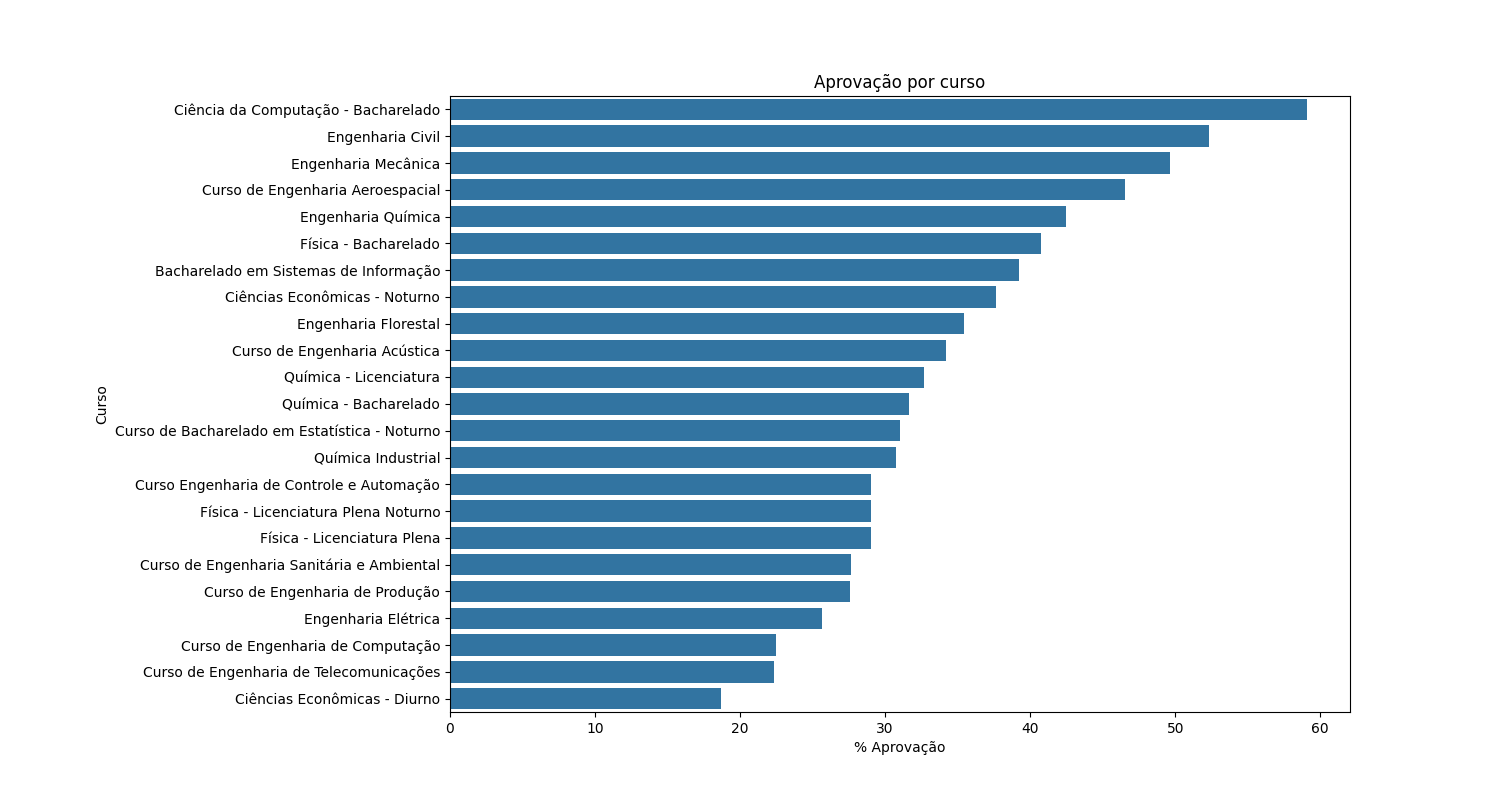 Aprovação por curso
Ciência da Computação - Bacharelado
Engenharia Civil
Engenharia Mecânica
Curso de Engenharia Aeroespacial
Engenharia Química
Física - Bacharelado
Bacharelado em Sistemas de Informação
Ciências Econômicas - Noturno
Engenharia Florestal
Curso de Engenharia Acústica
Química - Licenciatura
Química - Bacharelado
Curso de Bacharelado em Estatística - Noturno
Química Industrial
Curso Engenharia de Controle e Automação
Física - Licenciatura Plena Noturno
Física - Licenciatura Plena
Curso de Engenharia Sanitária e Ambiental
Curso de Engenharia de Produção
Engenharia Elétrica
Curso de Engenharia de Computação
Curso de Engenharia de Telecomunicações
Ciências Econômicas - Diurno
Curso
0 10 20 30 40 50 60
% Aprovação